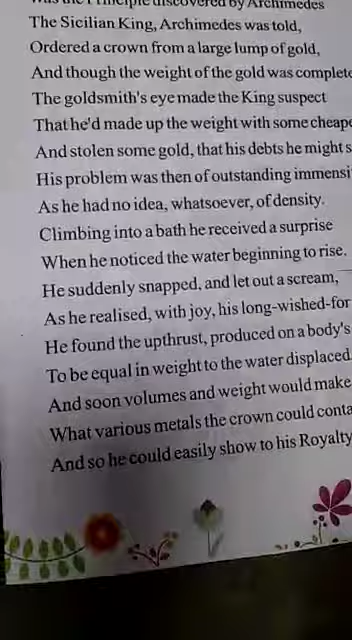 was the Principle discovered by Archimedes
The Sicilian King, Archimedes was told,
Ordered a crown from a large lump of gold,
And though the weight of the gold was complete
The goldsmith's eye made the King suspect
That he'd made up the weight with some cheape
And stolen some gold, that his debts he might s
His problem was then of outstanding immensi
As he had no idea, whatsoever, of density.
Climbing into a bath he received a surprise
When he noticed the water beginning to rise.
He suddenly snapped, and let out a scream,
As he realised, with joy, his long-wished-for
He found the upthrust, produced on a body's
To be equal in weight to the water displaced
And soon volumes and weight would make
What various metals the crown could conta
And so he could easily show to his Royalty